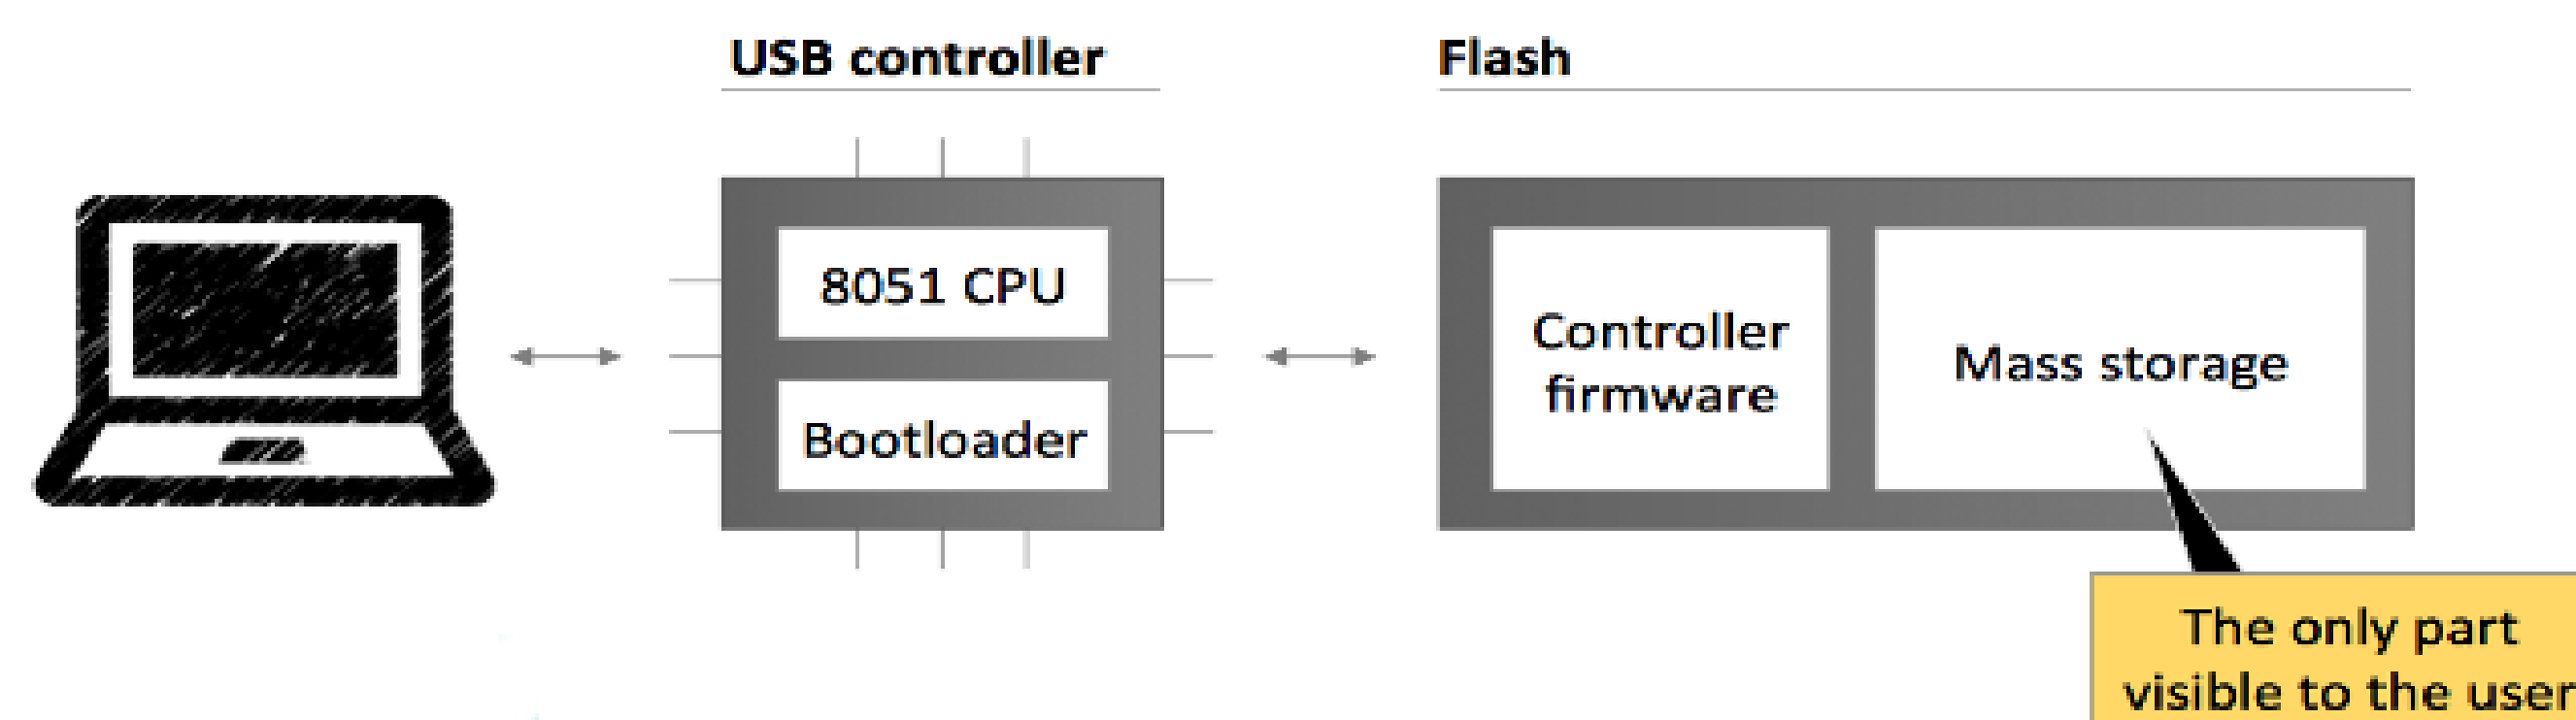 USB controller
Flash
8051 CPU
Bootloader
Controller
firmware
Mass storage
The only part
visible to the user